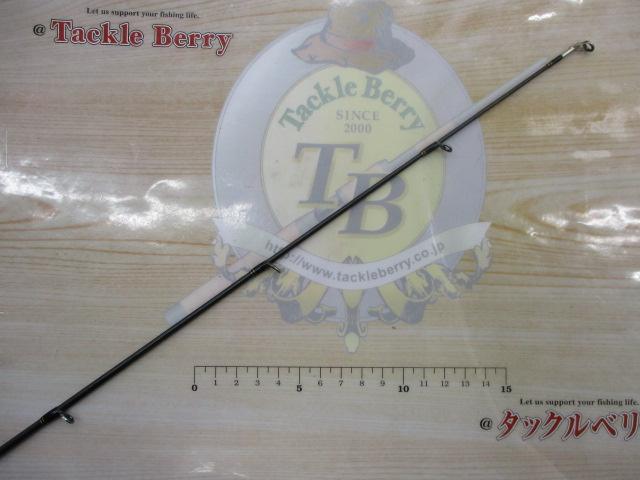 Let us support your fishing life.
@ Tackle Berry
Tackle Berry
SINCE
2000
TB
http://www.tackleberry.co.jp
0 1 2 3 4 5 6 7 8 9 10 11 12 13 14 15
Let us support your fishing life.
@ タックルベリ